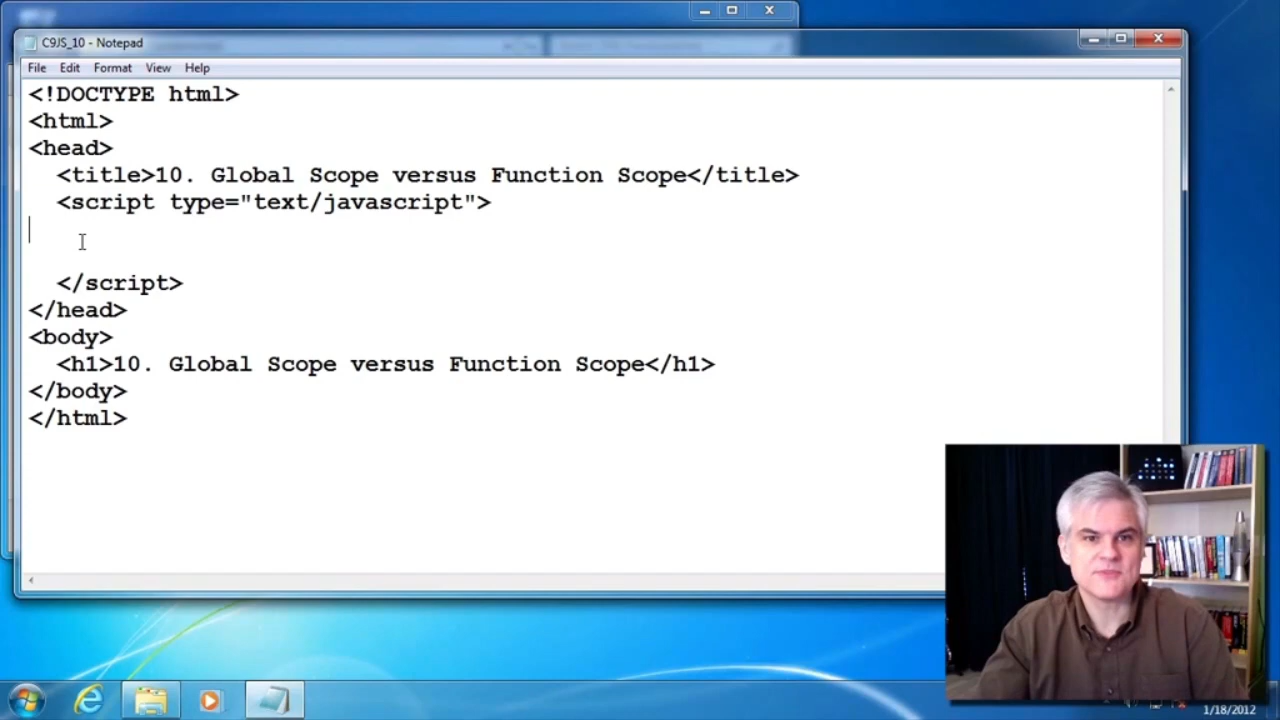 C9JS_10 - Notepad
File Edit Format View Help
<!DOCTYPE html>
<html>
<head>
  <title>10. Global Scope versus Function Scope</title>
  <script type="text/javascript">
  </script>
</head>
<body>
  <h1>10. Global Scope versus Function Scope</h1>
</body>
</html>
1/18/2012